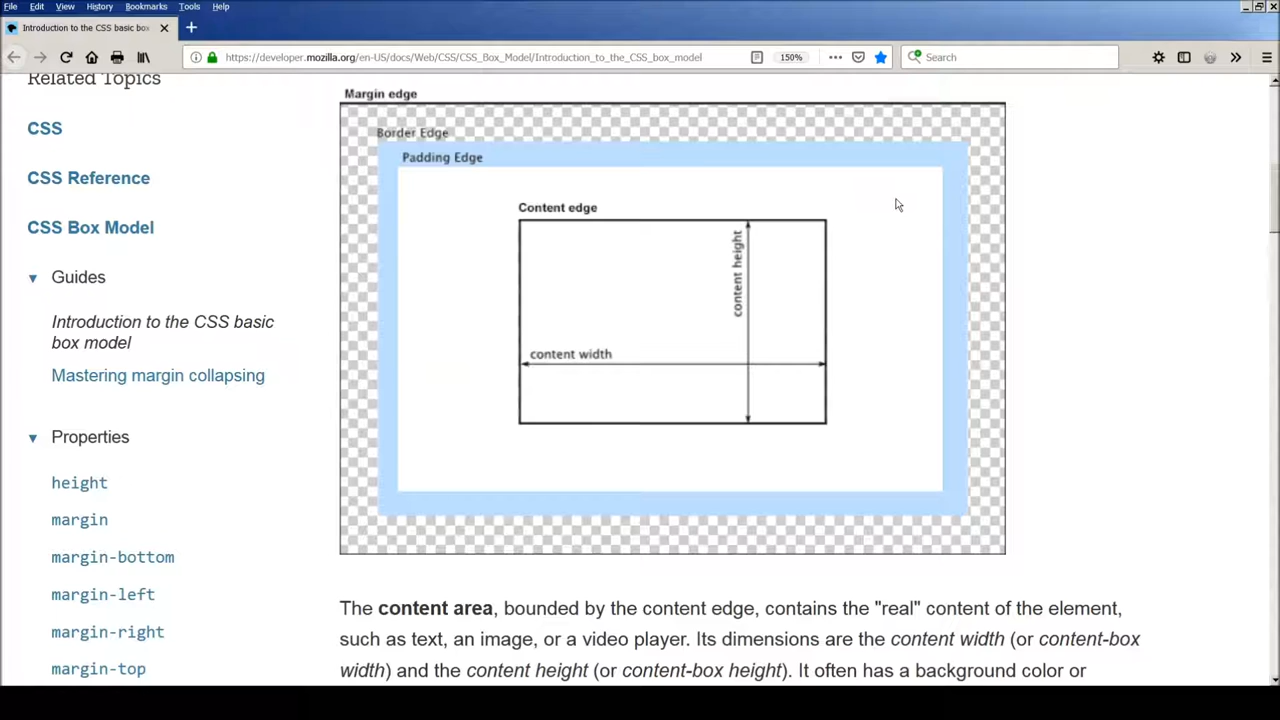 File Edit View History Bookmarks Tools Help
Introduction to the CSS basic bo
https://developer.mozilla.org/en-US/docs/Web/CSS/CSS_Box_Model/Introduction_to_the_CSS_box_model 150% Search
Related Topics
CSS
CSS Reference
CSS Box Model
Guides
Introduction to the CSS basic
box model
Mastering margin collapsing
Properties
height
margin
margin-bottom
margin-left
margin-right
margin-top
Margin edge
Border Edge
Padding Edge
Content edge
content height
content width
The content area, bounded by the content edge, contains the "real" content of the element,
such as text, an image, or a video player. Its dimensions are the content width (or content-box
width) and the content height (or content-box height). It often has a background color or